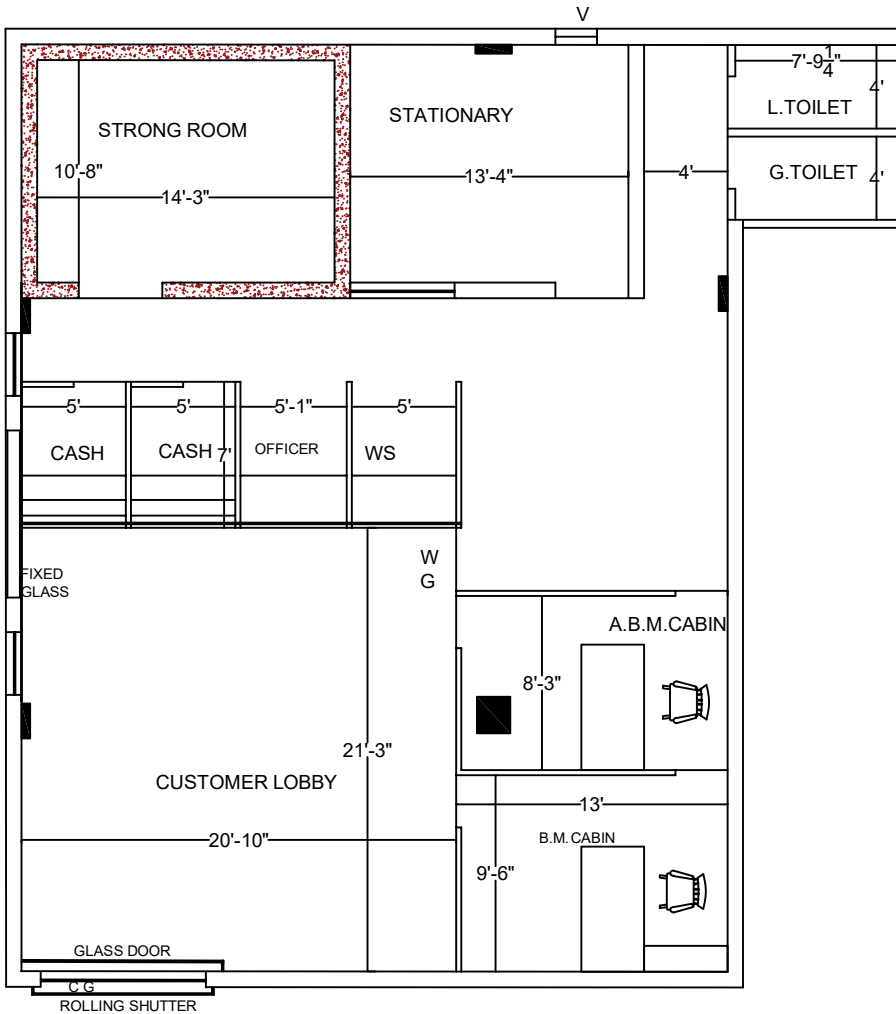 V
7'-9 1/4"
4'
L.TOILET
STATIONARY
STRONG ROOM
10'-8"
14'-3"
13'-4"
4'
G.TOILET
4'
5'
5'
5'-1"
5'
CASH
CASH
7'
OFFICER
WS
W
G
FIXED
GLASS
A.B.M.CABIN
8'-3"
21'-3"
CUSTOMER LOBBY
13'
20'-10"
B.M.CABIN
9'-6"
GLASS DOOR
C G
ROLLING SHUTTER